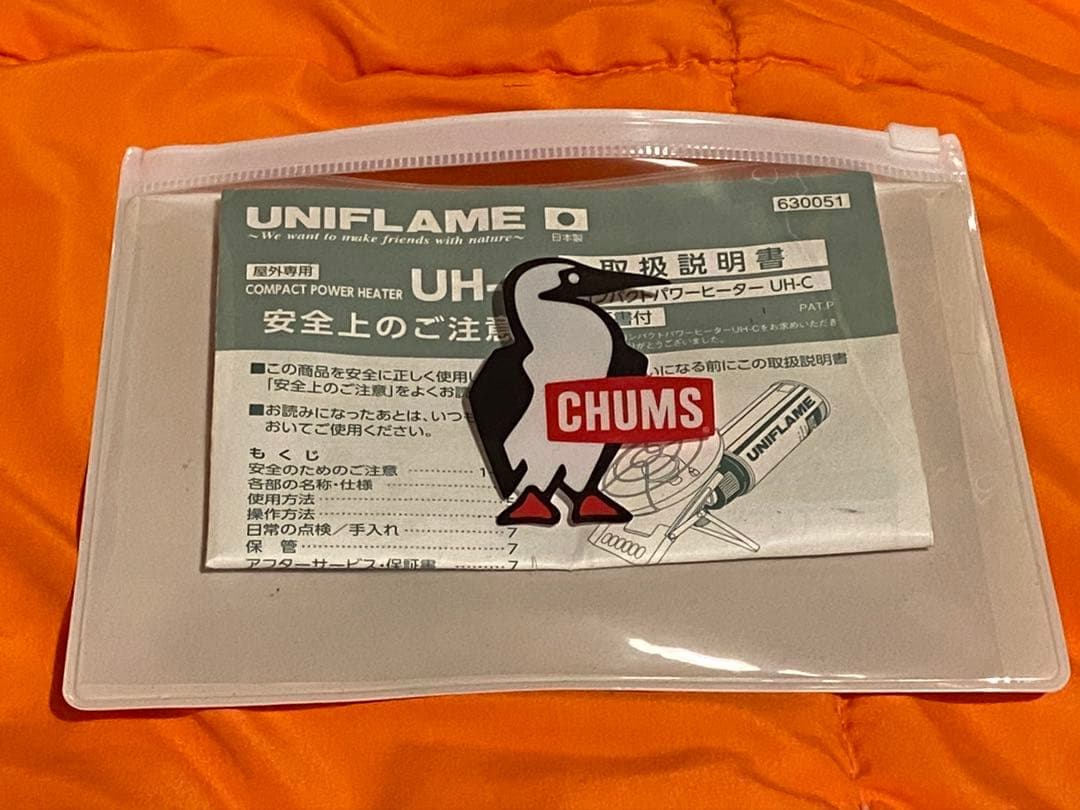 UNIFLAME
~We want to make friends with nature~
日本製
630051
屋外専用
COMPACT POWER HEATER UH-
取扱説明書
パクトパワーヒーター UH-C
書付
PAT.P
ンパクトパワーヒーターUH-Cをお求めいただき
がとうございました。
安全上のご注意
■この商品を安全に正しく使用し
「安全上のご注意」をよくお読
になる前にこの取扱説明書
■お読みになったあとは、いつも
おいてご使用ください。
CHUMS
UNIFLAME
もくじ
安全のためのご注意 1
各部の名称・仕様
使用方法
操作方法
日常の点検／手入れ 7
保 管 7
アフターサービス・保証書 7